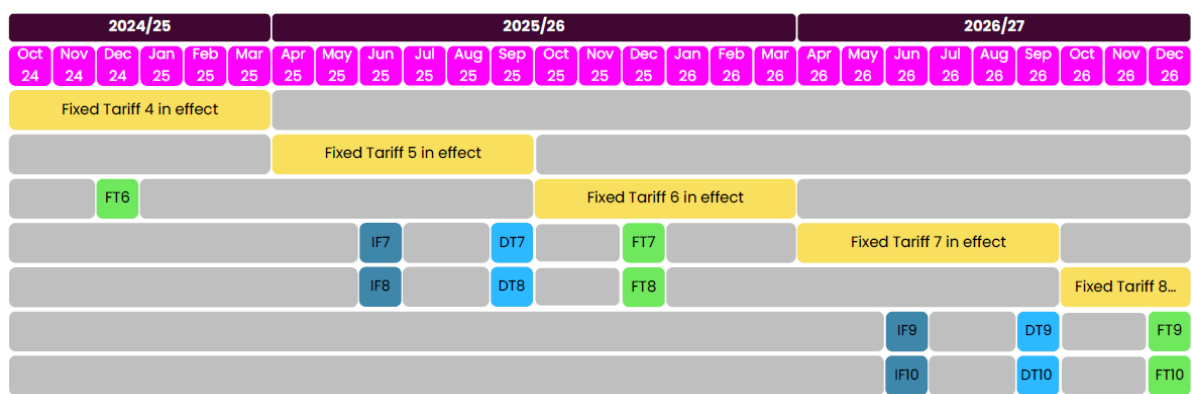 2024/25 2025/26 2026/27
Oct Nov Dec Jan Feb Mar Apr May Jun Jul Aug Sep Oct Nov Dec Jan Feb Mar Apr May Jun Jul Aug Sep Oct Nov Dec
24 24 24 25 25 25 25 25 25 25 25 25 25 25 25 26 26 26 26 26 26 26 26 26 26 26 26
Fixed Tariff 4 in effect
Fixed Tariff 5 in effect
FT6 Fixed Tariff 6 in effect
IF7 DT7 FT7 Fixed Tariff 7 in effect
IF8 DT8 FT8 Fixed Tariff 8...
IF9 DT9 FT9
IF10 DT10 FT10